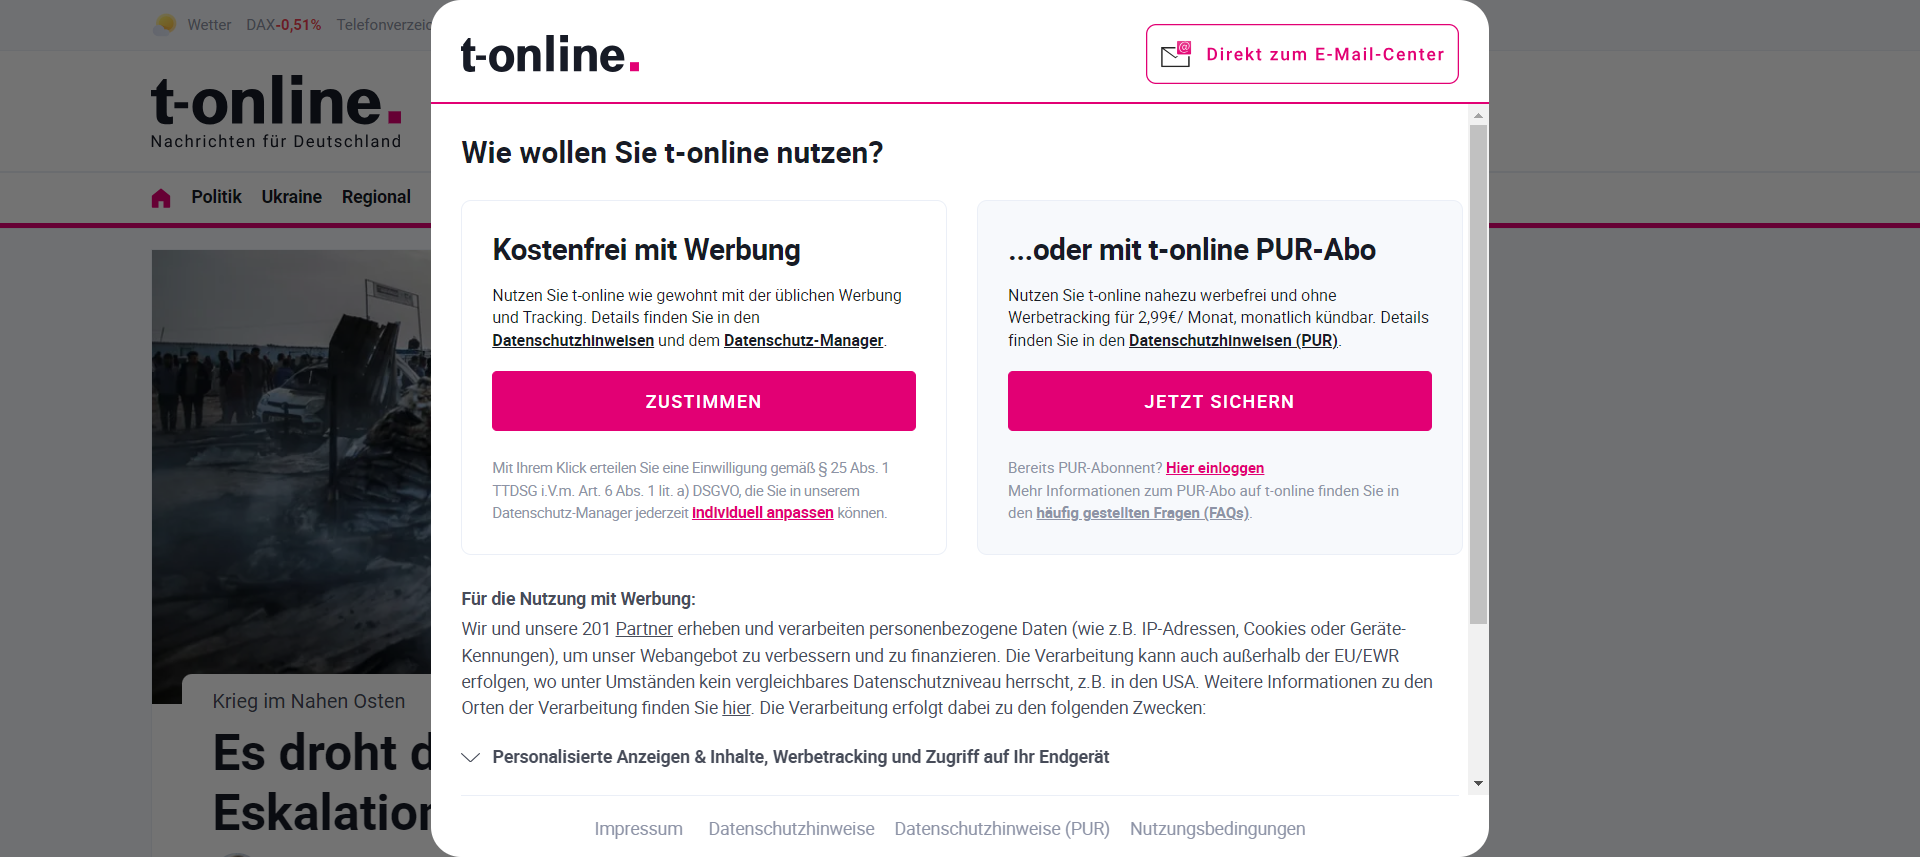 Wetter DAX-0,51%
t-online.
Nachrichten für Deutschland
Politik Ukraine Regional
Krieg im Nahen Osten
Es droht
t-online.
Direkt zum E-Mail-Center
Wie wollen Sie t-online nutzen?
Kostenfrei mit Werbung
Nutzen Sie t-online wie gewohnt mit der üblichen Werbung
und Tracking. Details finden Sie in den
Datenschutzhinweisen und dem Datenschutz-Manager.
ZUSTIMMEN
Mit Ihrem Klick erteilen Sie eine Einwilligung gemäß § 25 Abs. 1
TTDSG i.V.m. Art. 6 Abs. 1 lit. a) DSGVO, die Sie in unserem
Datenschutz-Manager jederzeit individuell anpassen können.
...oder mit t-online PUR-Abo
Nutzen Sie t-online nahezu werbefrei und ohne
Werbetracking für 2,99€/ Monat, monatlich kündbar. Details
finden Sie in den Datenschutzhinweisen (PUR).
JETZT SICHERN
Bereits PUR-Abonnent? Hier einloggen
Mehr Informationen zum PUR-Abo auf t-online finden Sie in
den häufig gestellten Fragen (FAQs).
Für die Nutzung mit Werbung:
Wir und unsere 201 Partner erheben und verarbeiten personenbezogene Daten (wie z.B. IP-Adressen, Cookies oder Geräte-
Kennungen), um unser Webangebot zu verbessern und zu finanzieren. Die Verarbeitung kann auch außerhalb der EU/EWR
erfolgen, wo unter Umständen kein vergleichbares Datenschutzniveau herrscht, z.B. in den USA. Weitere Informationen zu den
Orten der Verarbeitung finden Sie hier. Die Verarbeitung erfolgt dabei zu den folgenden Zwecken:
Personalisierte Anzeigen & Inhalte, Werbetracking und Zugriff auf Ihr Endgerät
Impressum Datenschutzhinweise Datenschutzhinweise (PUR) Nutzungsbedingungen